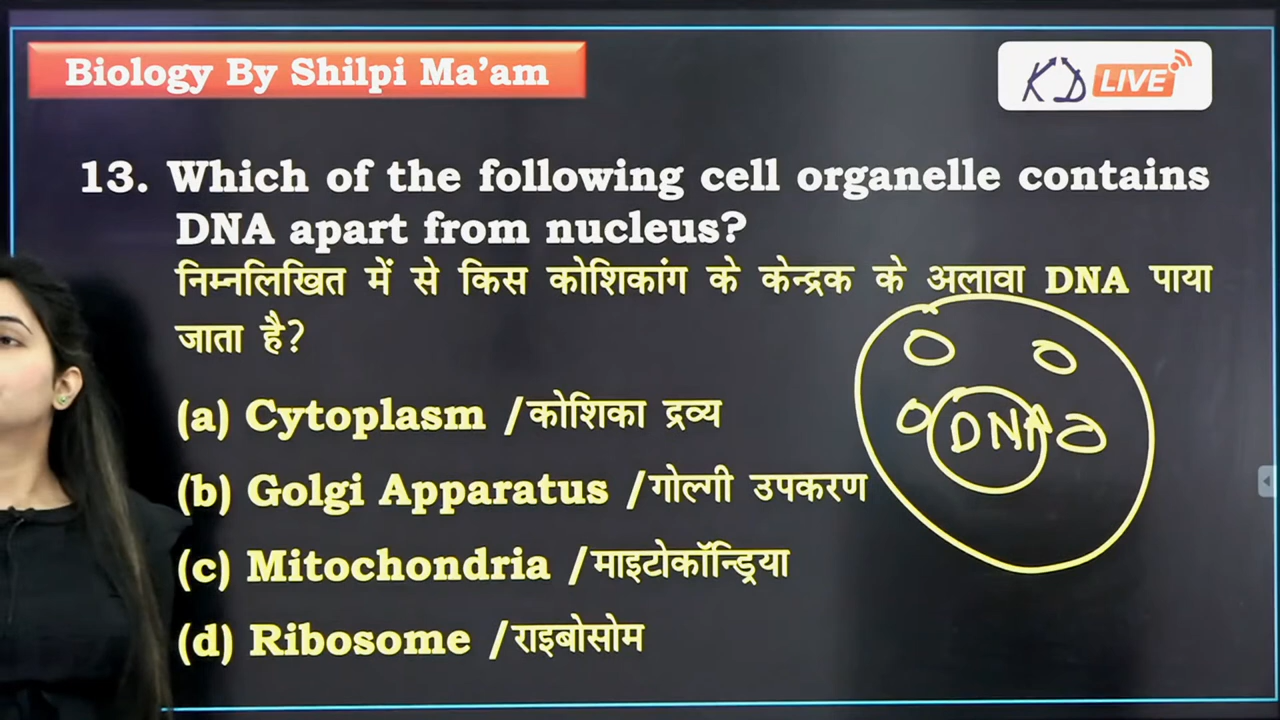 Biology By Shilpi Ma’am
KD LIVE
13. Which of the following cell organelle contains
DNA apart from nucleus?
निम्नलिखित में से किस कोशिकांग के केन्द्रक के अलावा DNA पाया
जाता है?
(a) Cytoplasm /कोशिका द्रव्य
(b) Golgi Apparatus /गोल्गी उपकरण
(c) Mitochondria /माइटोकॉन्ड्रिया
(d) Ribosome /राइबोसोम
DNA